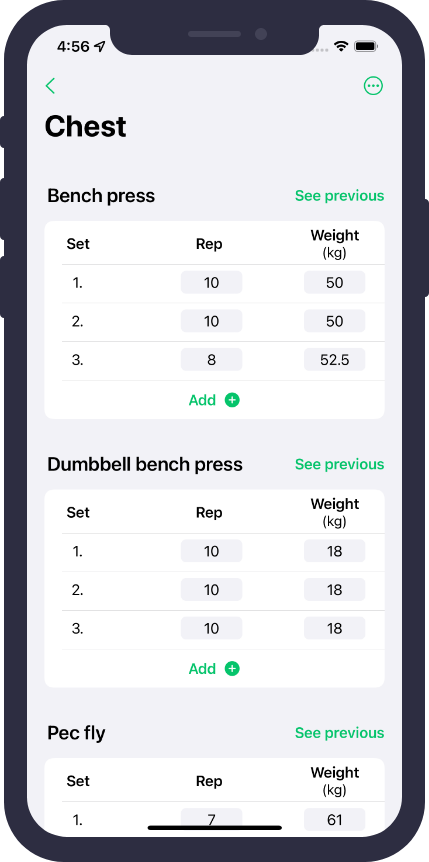 4:56
Chest
Bench press See previous
Set Rep Weight
(kg)
1. 10 50
2. 10 50
3. 8 52.5
Add
Dumbbell bench press See previous
Set Rep Weight
(kg)
1. 10 18
2. 10 18
3. 10 18
Add
Pec fly See previous
Set Rep Weight
(kg)
1. 7 61